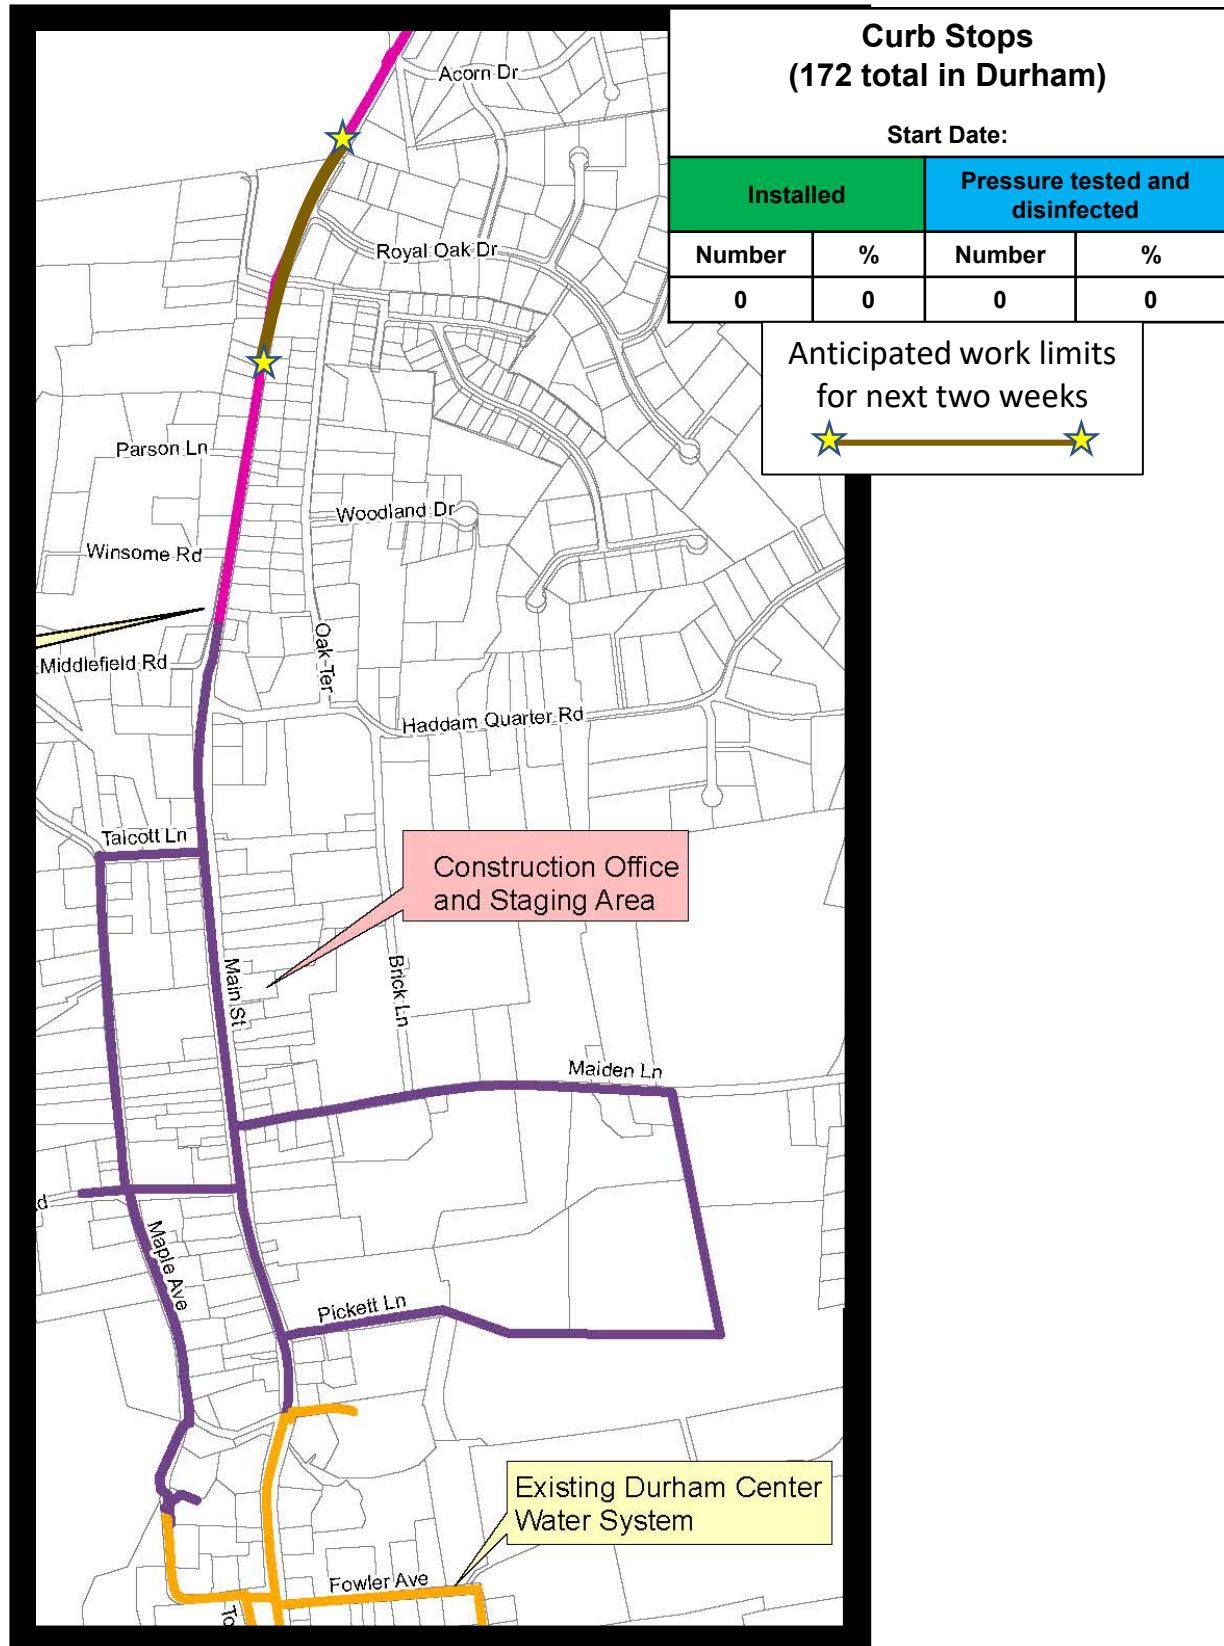 Curb Stops
(172 total in Durham)
Start Date:
Installed
Pressure tested and
disinfected
Number % Number %
0 0 0 0
Anticipated work limits
for next two weeks
Acorn Dr
Royal Oak Dr
Parson Ln
Woodland Dr
Winsome Rd
Oak Ter
Middlefield Rd
Haddam Quarter Rd
Talcott Ln
Construction Office
and Staging Area
Main St
Brick Ln
Maiden Ln
Maple Ave
Pickett Ln
Existing Durham Center
Water System
Fowler Ave